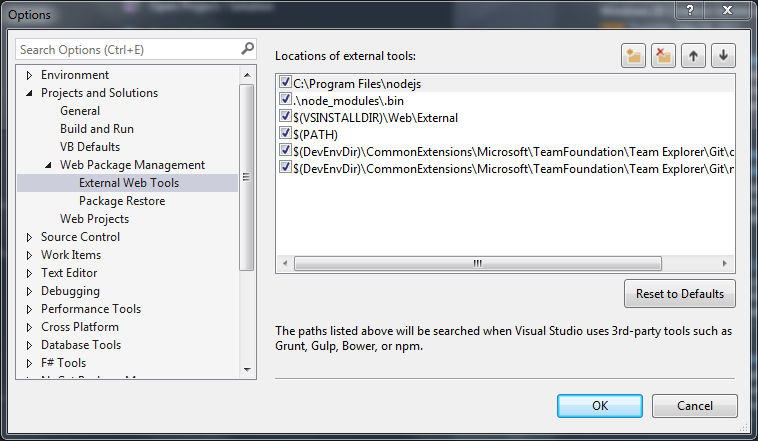 Options
Search Options (Ctrl+E)
Environment
Projects and Solutions
General
Build and Run
VB Defaults
Web Package Management
External Web Tools
Package Restore
Web Projects
Source Control
Work Items
Text Editor
Debugging
Performance Tools
Cross Platform
Database Tools
F# Tools
Locations of external tools:
C:\Program Files\nodejs
.\node_modules\.bin
$(VSINSTALLDIR)\Web\External
$(PATH)
$(DevEnvDir)\CommonExtensions\Microsoft\TeamFoundation\Team Explorer\Git\c
$(DevEnvDir)\CommonExtensions\Microsoft\TeamFoundation\Team Explorer\Git\r
Reset to Defaults
The paths listed above will be searched when Visual Studio uses 3rd-party tools such as
Grunt, Gulp, Bower, or npm.
OK
Cancel